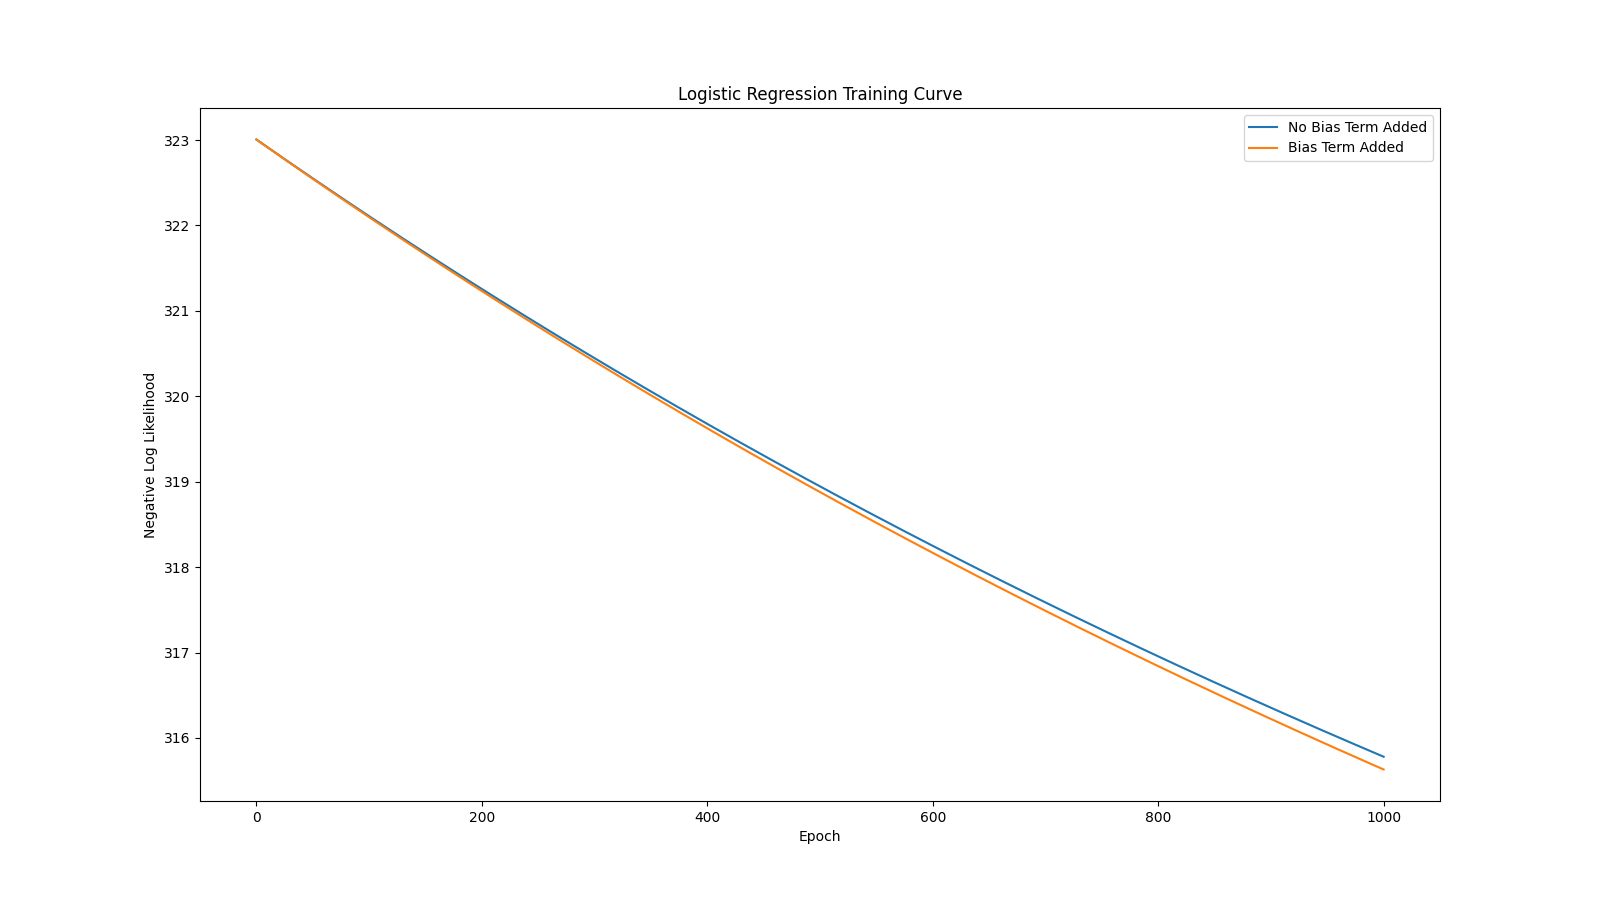 Logistic Regression Training Curve
No Bias Term Added
Bias Term Added
323
322
321
320
319
318
317
316
Negative Log Likelihood
0 200 400 600 800 1000
Epoch